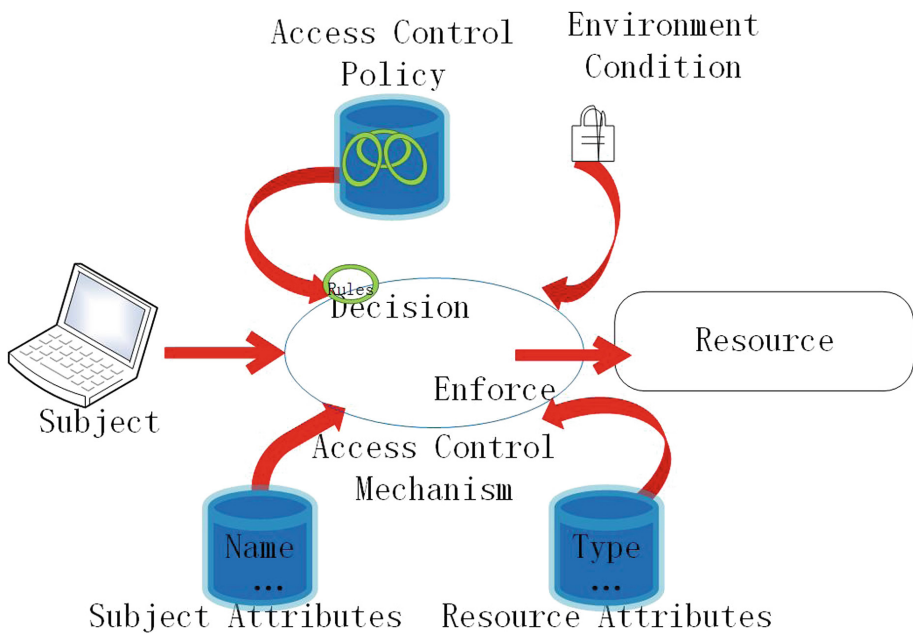 Access Control
Policy
Environment
Condition
Rules
Decision
Resource
Enforce
Subject
Access Control
Mechanism
Name
...
Type
...
Subject Attributes
Resource Attributes